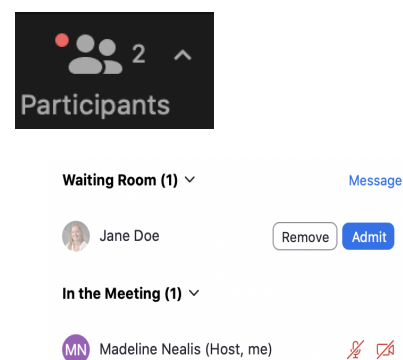 2
Participants
Waiting Room (1) Message
Jane Doe Remove Admit
In the Meeting (1)
MN Madeline Nealis (Host, me)